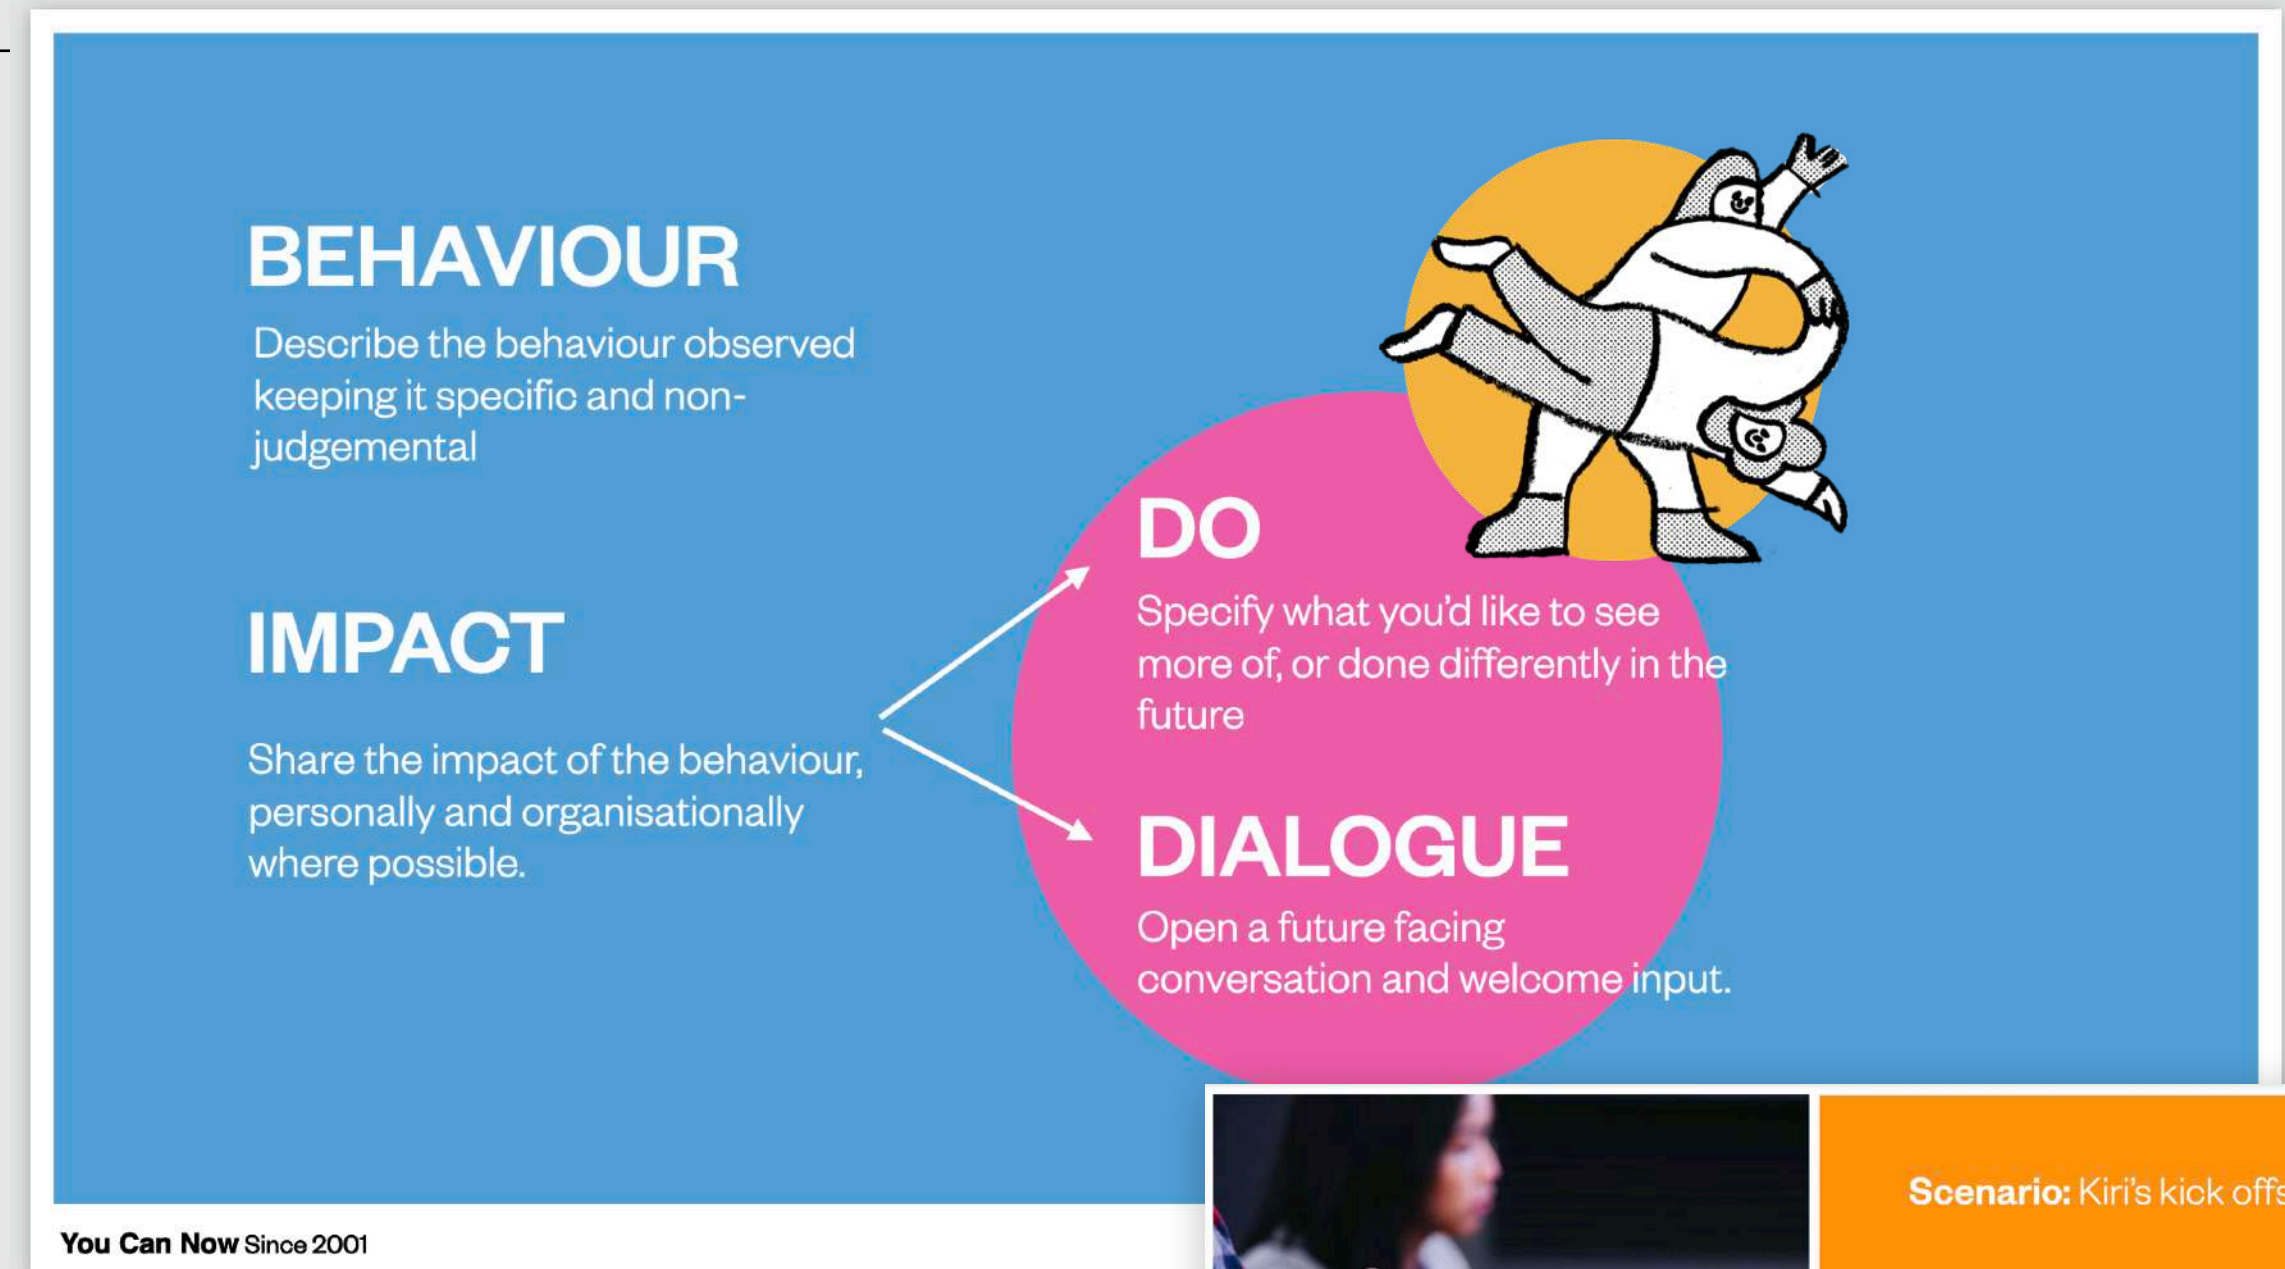 BEHAVIOUR
Describe the behaviour observed
keeping it specific and non-
judgemental
IMPACT
Share the impact of the behaviour,
personally and organisationally
where possible.
DO
Specify what you'd like to see
more of, or done differently in the
future
DIALOGUE
Open a future facing
conversation and welcome input.
Scenario: Kiri's kick offs
You Can Now Since 2001